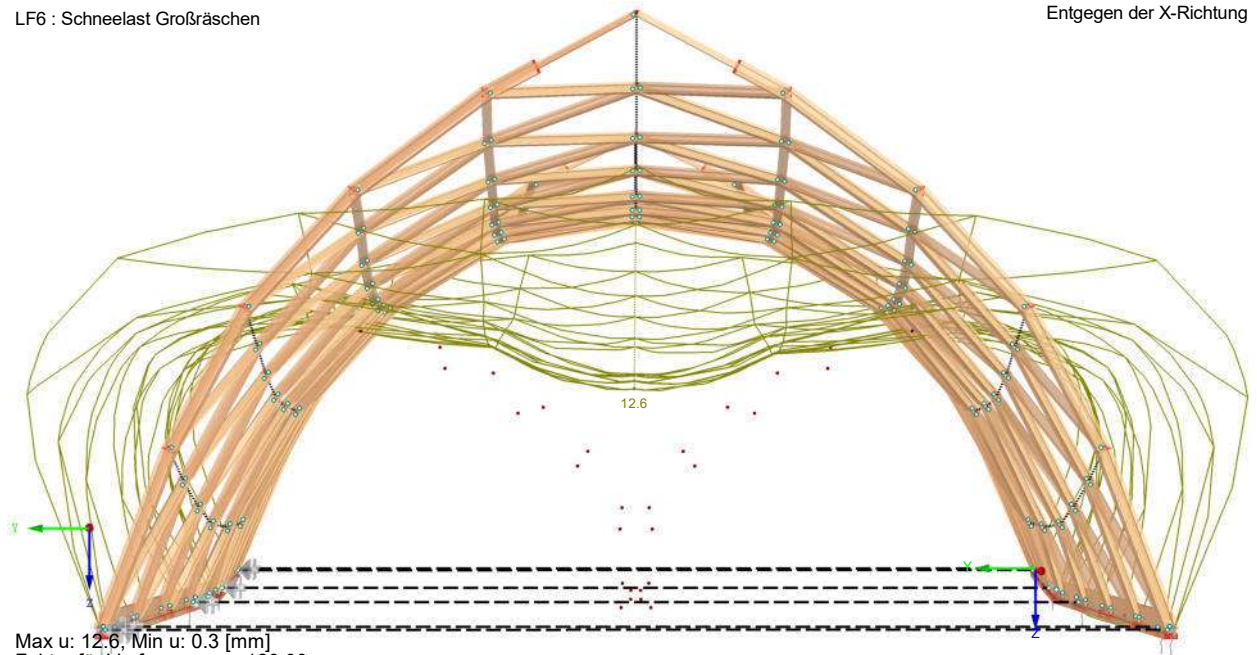 LF6 : Schneelast Großräschen
Entgegen der X-Richtung
12.6
Y
Z
Z
Max u: 12.6, Min u: 0.3 [mm]